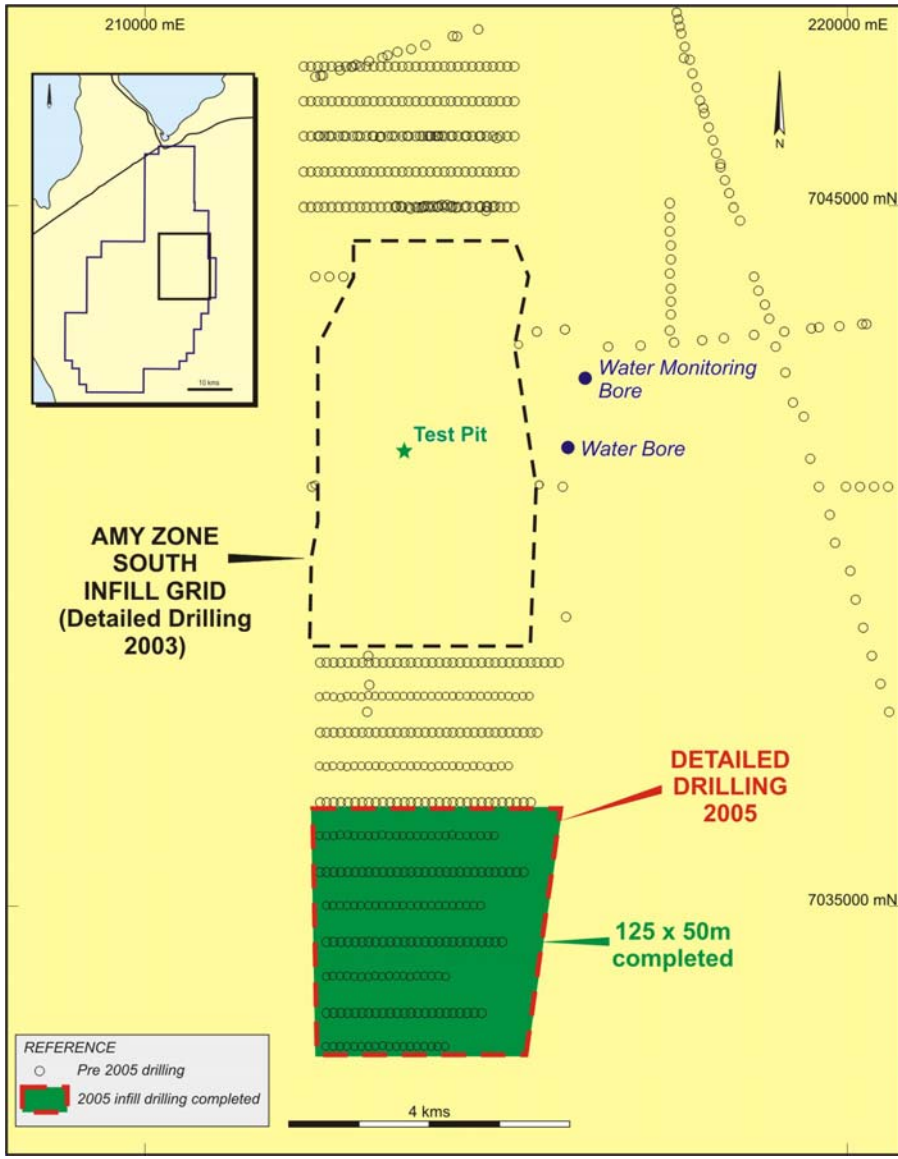 210000 mE
220000 mE
N
7045000 mN
10 kms
Water Monitoring
Bore
Test Pit
Water Bore
AMY ZONE
SOUTH
INFILL GRID
(Detailed Drilling
2003)
DETAILED
DRILLING
2005
7035000 mN
125 x 50m
completed
REFERENCE
Pre 2005 drilling
2005 infill drilling completed
4 kms